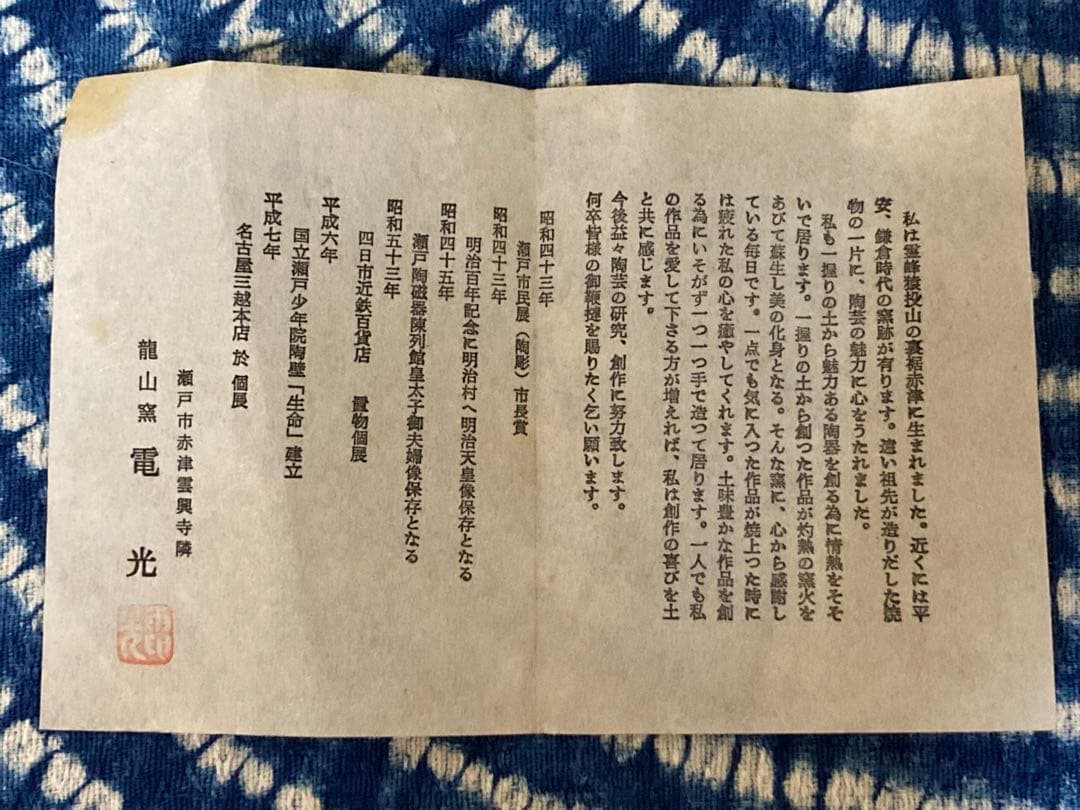 私は霊峰猿投山の裏裾赤津に生まれました。近くには平
安、鎌倉時代の窯跡が有ります。遠い祖先が造りだした焼
物の一片に、陶芸の魅力に心をうたれました。
私も一握りの土から魅力ある陶器を創る為に情熱をそそ
いで居ります。一握りの土から創つた作品が灼熱の窯火を
あびて蘇生し美の化身となる。そんな窯に、心から感謝し
ている毎日です。一点でも気に入つた作品が焼上つた時に
は疲れた私の心を癒やしてくれます。土味豊かな作品を創
る為にいそがず一つ一つ手で造つて居ります。一人でも私
の作品を愛して下さる方が増えれば、私は創作の喜びを土
と共に感じます。
今後益々陶芸の研究、創作に努力致します。
何卒皆様の御鞭撻を賜りたく乞い願います。
昭和四十三年
瀬戸市民展(陶彫)市長賞
昭和四十三年
明治百年記念に明治村へ明治天皇像保存となる
昭和四十五年
瀬戸陶磁器陳列館皇太子御夫婦像保存となる
昭和五十三年
四日市近鉄百貨店 置物個展
平成六年
国立瀬戸少年院陶壁「生命」建立
平成七年
名古屋三越本店 於 個展
瀬戸市赤津雲興寺隣
龍山窯 電光